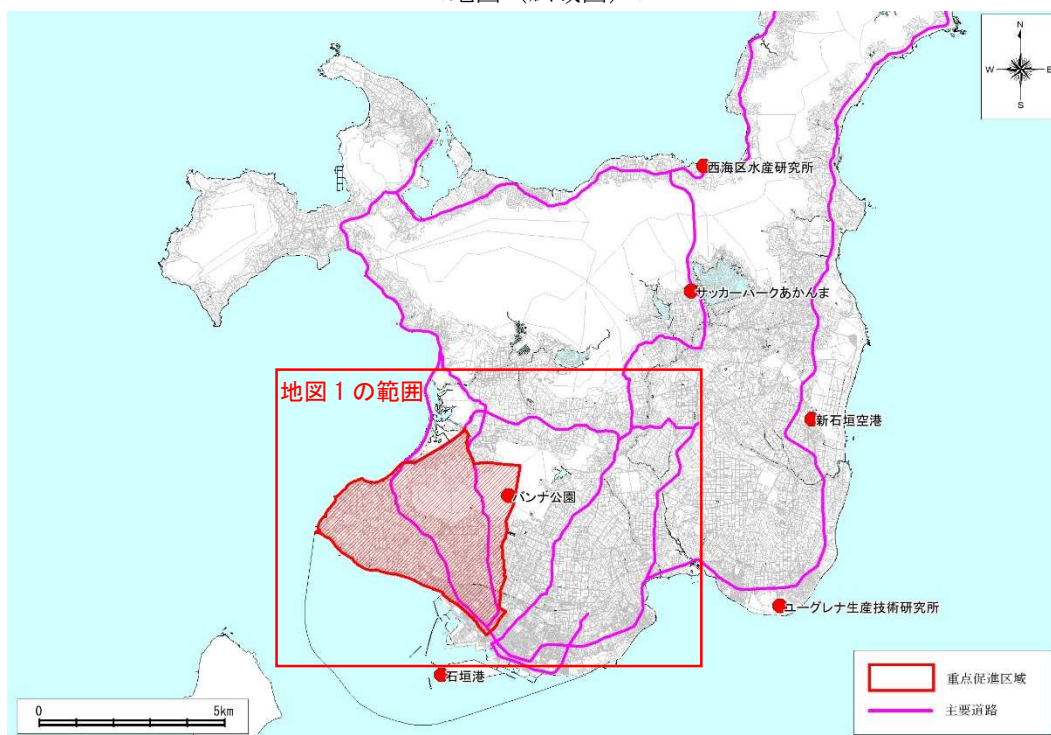 N
W E
S
西海区水産研究所
サッカーパークあかんま
地図1の範囲
新石垣空港
バンナ公園
ユーグレナ生産技術研究所
石垣港
0 5km
重点促進区域
主要道路